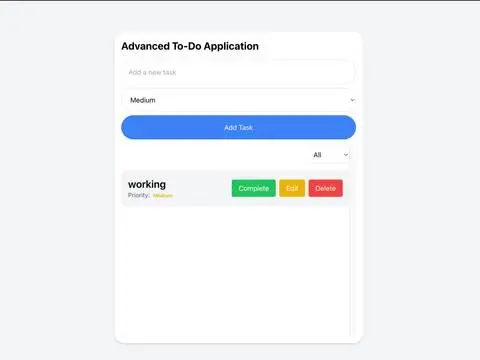 Advanced To-Do Application
Add a new task
Medium
Add Task
All
working
Priority: Medium
Complete
Edit
Delete